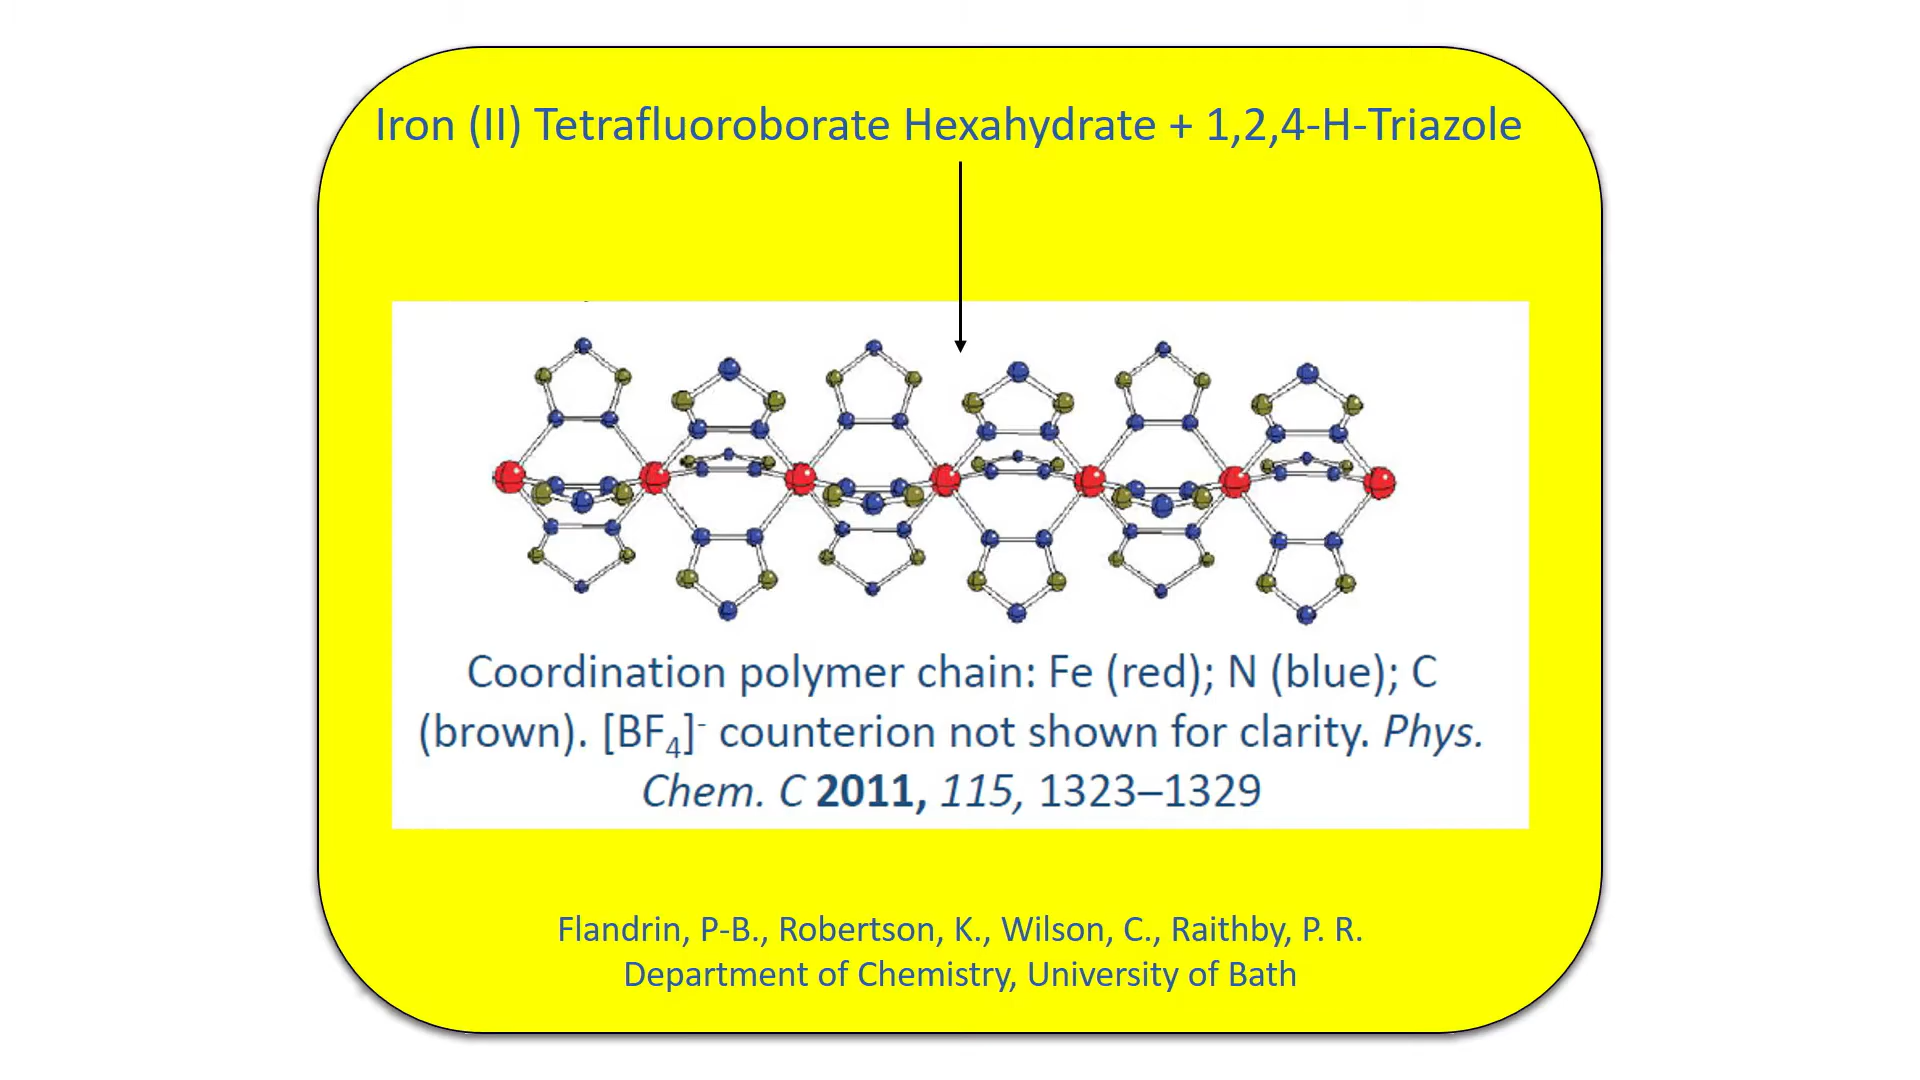 Iron (II) Tetrafluoroborate Hexahydrate + 1,2,4-H-Triazole
Coordination polymer chain: Fe (red); N (blue); C
(brown). [BF₄]⁻ counterion not shown for clarity. Phys.
Chem. C 2011, 115, 1323–1329
Flandrin, P-B., Robertson, K., Wilson, C., Raithby, P. R.
Department of Chemistry, University of Bath